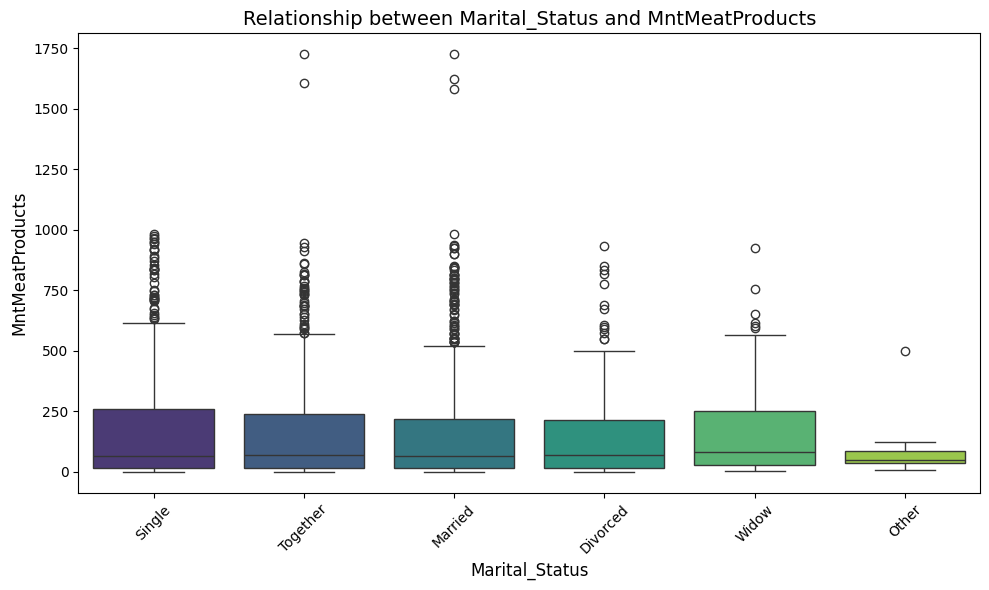 Relationship between Marital_Status and MntMeatProducts
MntMeatProducts
1750
1500
1250
1000
750
500
250
0
Single
Together
Married
Divorced
Widow
Other
Marital_Status